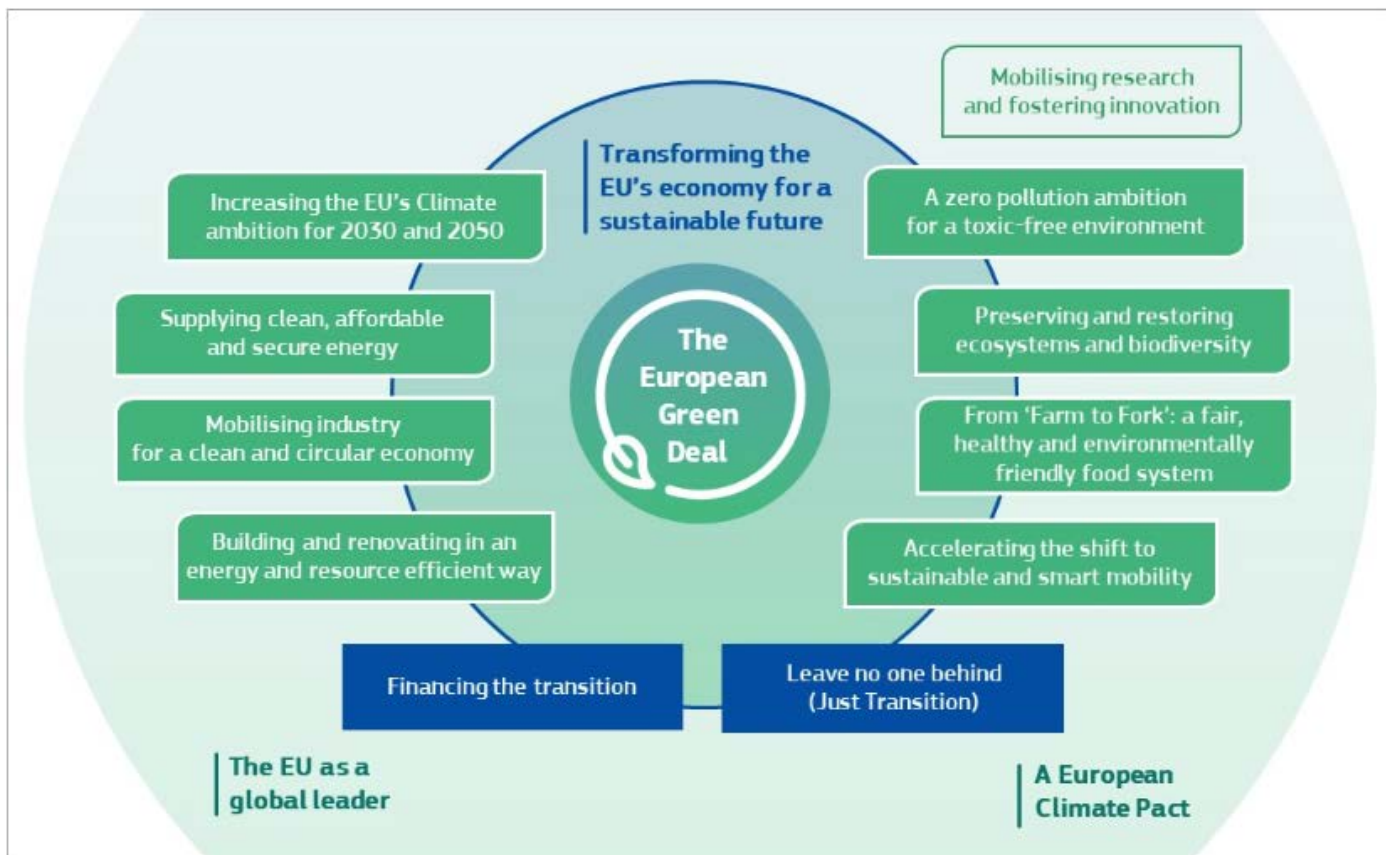 Mobilising research
and fostering innovation
Transforming the
EU's economy for a
sustainable future
Increasing the EU's Climate
ambition for 2030 and 2050
A zero pollution ambition
for a toxic-free environment
Supplying clean, affordable
and secure energy
Preserving and restoring
ecosystems and biodiversity
The
European
Green
Deal
Mobilising industry
for a clean and circular economy
From ‘Farm to Fork’: a fair,
healthy and environmentally
friendly food system
Building and renovating in an
energy and resource efficient way
Accelerating the shift to
sustainable and smart mobility
Financing the transition
Leave no one behind
(Just Transition)
The EU as a
global leader
A European
Climate Pact